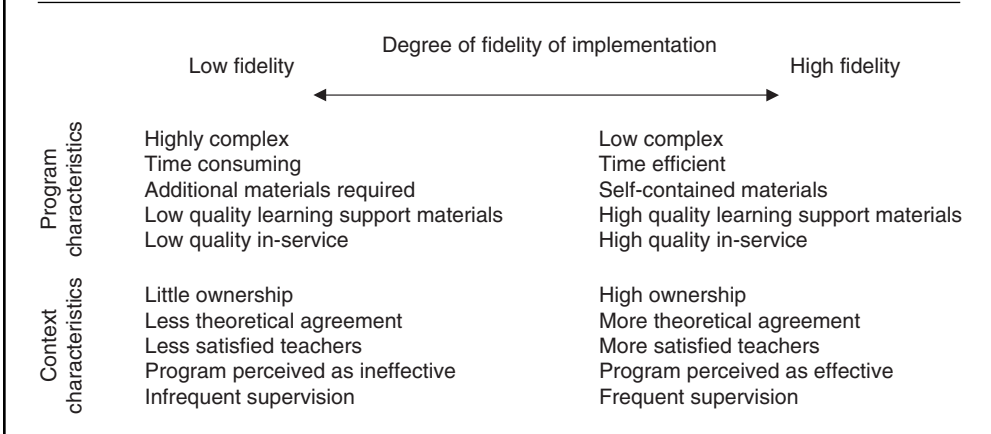 Degree of fidelity of implementation
Low fidelity
High fidelity
Program
characteristics
Highly complex
Time consuming
Additional materials required
Low quality learning support materials
Low quality in-service
Low complex
Time efficient
Self-contained materials
High quality learning support materials
High quality in-service
Context
characteristics
Little ownership
Less theoretical agreement
Less satisfied teachers
Program perceived as ineffective
Infrequent supervision
High ownership
More theoretical agreement
More satisfied teachers
Program perceived as effective
Frequent supervision